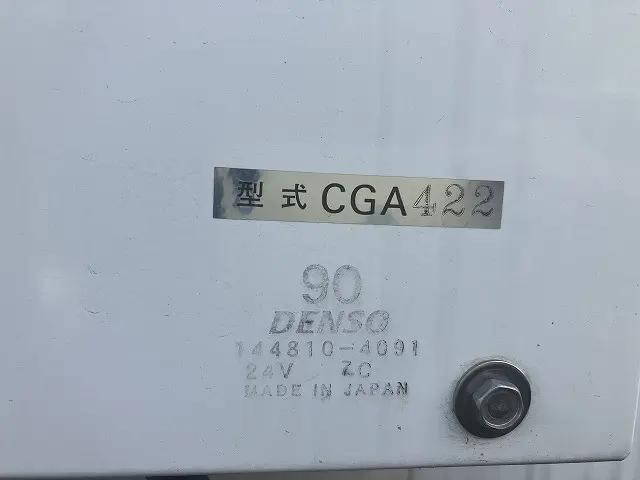 型式 CGA422
90
DENSO
144810-4091
24V ZC
MADE IN JAPAN